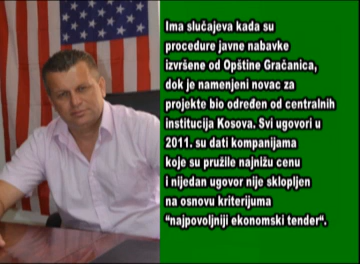 Ima slučajeva kada su
procedure javne nabavke
izvršene od Opštine Gračanica,
dok je namenjeni novac za
projekte bio određen od centralnih
institucija Kosova. Svi ugovori u
2011. su dati kompanijama
koje su pružile najnižu cenu
i nijedan ugovor nije sklopljen
na osnovu kriterijuma
“najpovoljniji ekonomski tender“.